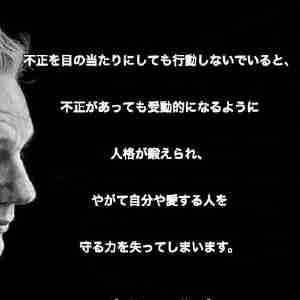 不正を目の当たりにしても行動しないでいると、
不正があっても受動的になるように
人格が鍛えられ、
やがて自分や愛する人を
守る力を失ってしまいます。